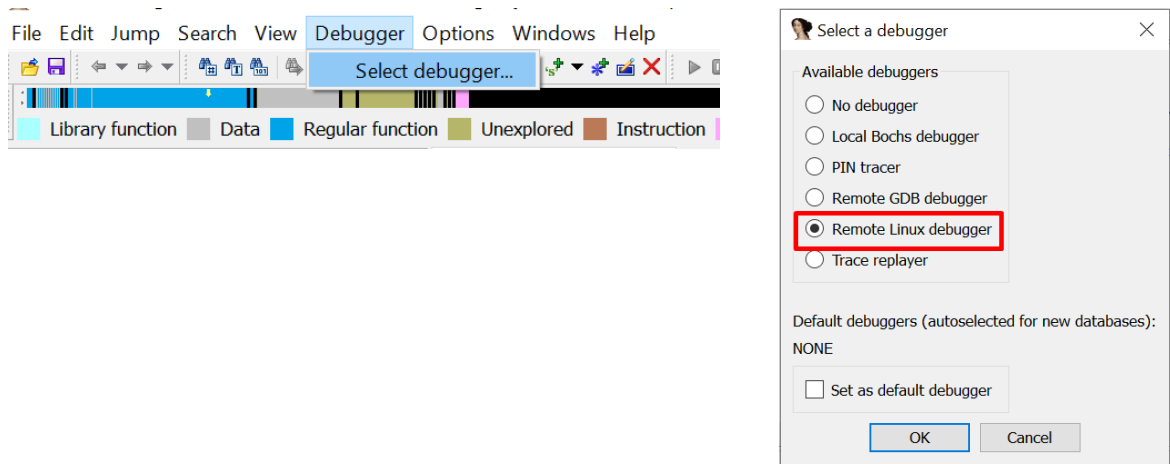 File Edit Jump Search View Debugger Options Windows Help
Select debugger...
Library function Data Regular function Unexplored Instruction
Select a debugger
Available debuggers
No debugger
Local Bochs debugger
PIN tracer
Remote GDB debugger
Remote Linux debugger
Trace replayer
Default debuggers (autoselected for new databases):
NONE
Set as default debugger
OK Cancel